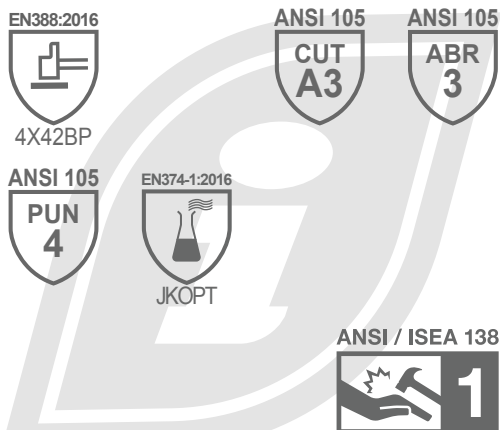 EN388:2016
4X42BP
ANSI 105
CUT
A3
ANSI 105
ABR
3
ANSI 105
PUN
4
EN374-1:2016
JKOPT
ANSI / ISEA 138
1